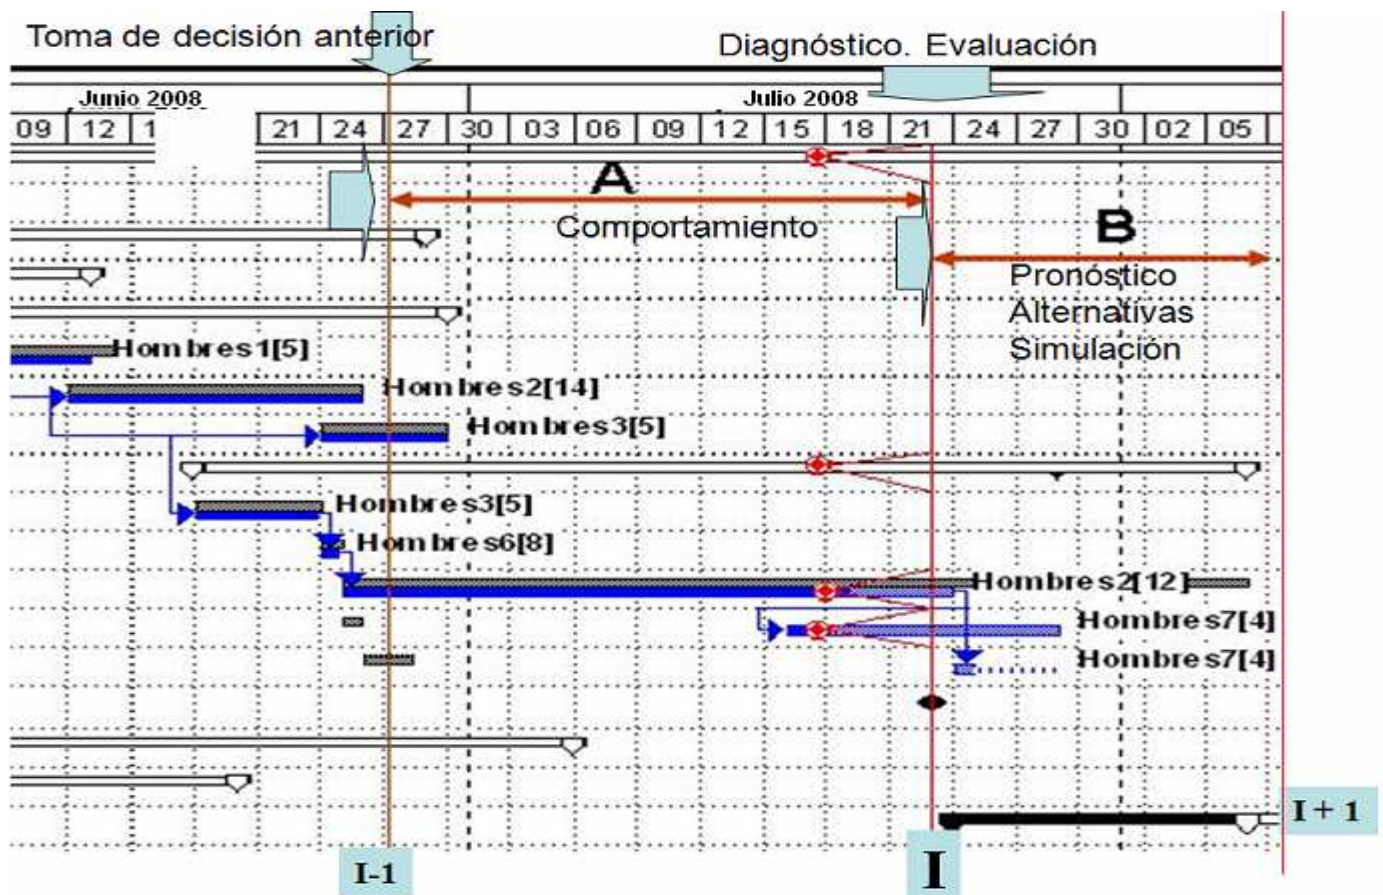 Toma de decisión anterior
Diagnóstico. Evaluación
Junio 2008
Julio 2008
09 12 1 21 24 27 30 03 06 09 12 15 18 21 24 27 30 02 05
A
Comportamiento
B
Pronóstico
Alternativas
Simulación
Hombres1[5]
Hombres2[14]
Hombres3[5]
Hombres3[5]
Hombres6[8]
Hombres2[12]
Hombres7[4]
Hombres7[4]
I + 1
I-1
I